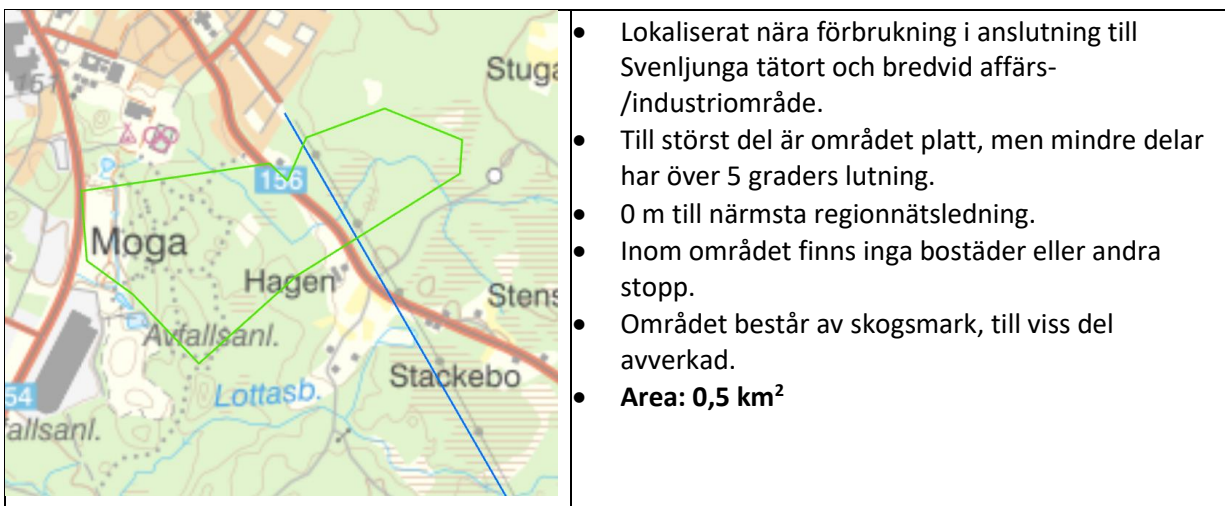 Stuga
151
156
Moga
Hagen
Stens
Avfallsanl.
Stackebo
54
Lottasb.
fallsanl.
• Lokaliserat nära förbrukning i anslutning till
Svenljunga tätort och bredvid affärs-
/industriområde.
• Till störst del är området platt, men mindre delar
har över 5 graders lutning.
• 0 m till närmsta regionnätsledning.
• Inom området finns inga bostäder eller andra
stopp.
• Området består av skogsmark, till viss del
avverkad.
• Area: 0,5 km²